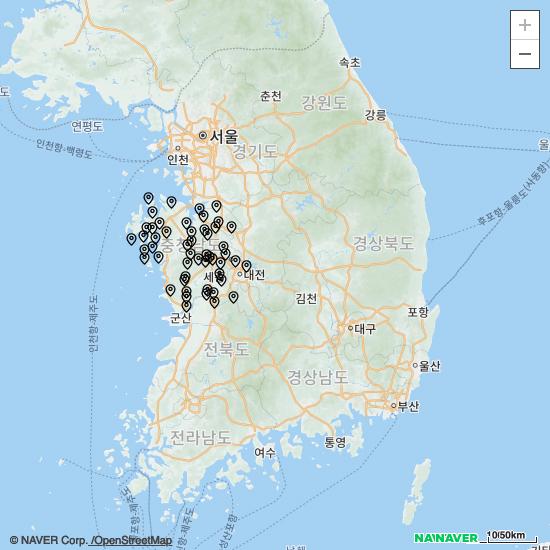 +
−
속초
춘천
강원도
강릉
도
연평도
서울
울
인천항-백령도
인천
경기도
후포항-울릉도(사동항)
충청남도
경상북도
세종
대전
인천항-제주도
김천
군산
포항
대구
전북도
울산
경상남도
부산
전라남도
여수
통영
© NAVER Corp. /OpenStreetMap
NAVER
10/50km